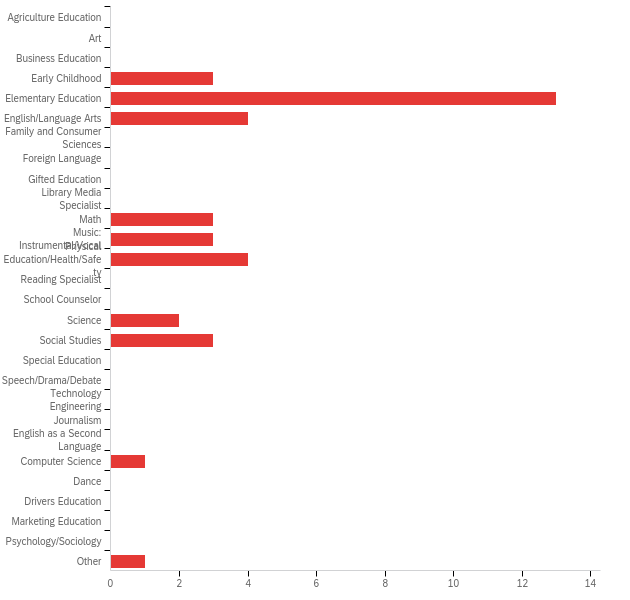 Agriculture Education
Art
Business Education
Early Childhood
Elementary Education
English/Language Arts
Family and Consumer
Sciences
Foreign Language
Gifted Education
Library Media
Specialist
Math
Music:
Instrumental/Vocal
Physical
Education/Health/Safe
ty
Reading Specialist
School Counselor
Science
Social Studies
Special Education
Speech/Drama/Debate
Technology
Engineering
Journalism
English as a Second
Language
Computer Science
Dance
Drivers Education
Marketing Education
Psychology/Sociology
Other
0 2 4 6 8 10 12 14